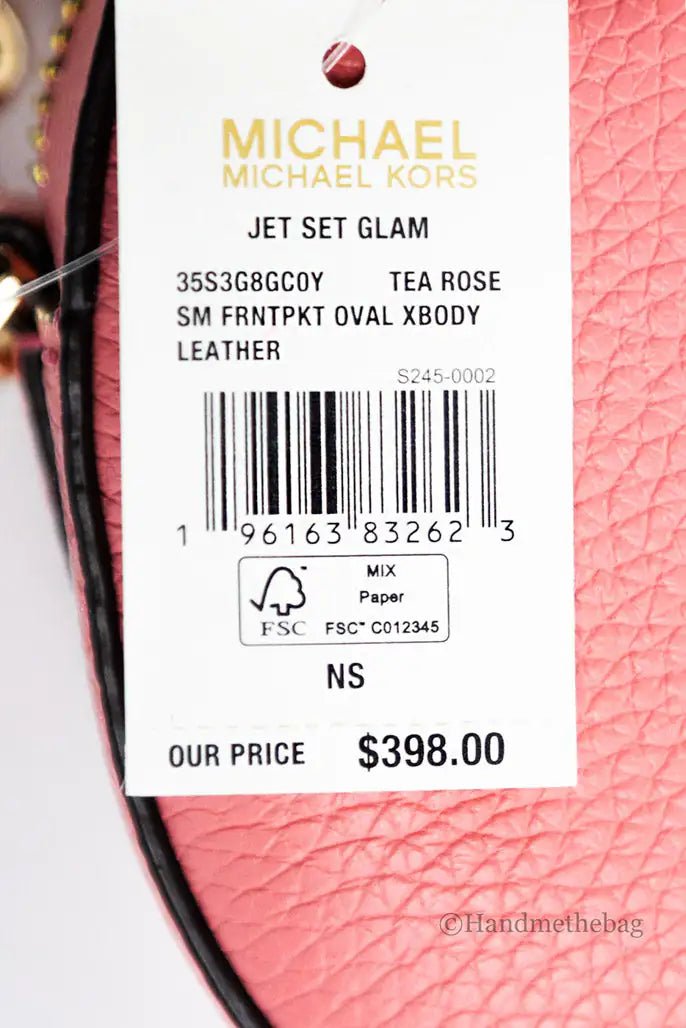 MICHAEL
MICHAEL KORS
JET SET GLAM
35S3G8GC0Y TEA ROSE
SM FRNTPKT OVAL XBODY
LEATHER
S245-0002
1 96163 83262 3
MIX
Paper
FSC FSC™ C012345
NS
OUR PRICE $398.00
©Handmethebag